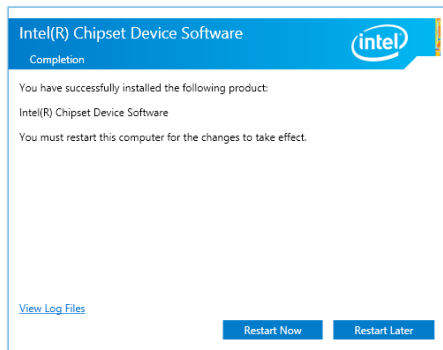 Intel(R) Chipset Device Software
intel
Completion
You have successfully installed the following product:
Intel(R) Chipset Device Software
You must restart this computer for the changes to take effect.
View Log Files
Restart Now
Restart Later